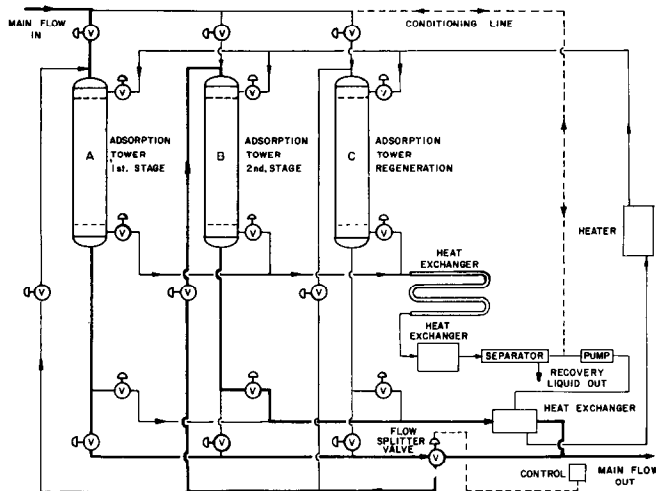 MAIN FLOW
IN
CONDITIONING LINE
V
V
V
V
V
V
A
ADSORPTION
TOWER
1st. STAGE
B
ADSORPTION
TOWER
2nd. STAGE
C
ADSORPTION
TOWER
REGENERATION
HEATER
V
V
V
HEAT
EXCHANGER
V
V
V
HEAT
EXCHANGER
SEPARATOR
PUMP
RECOVERY
LIQUID OUT
V
V
V
HEAT EXCHANGER
FLOW
SPLITTER
VALVE
V
V
V
V
CONTROL
MAIN FLOW
OUT